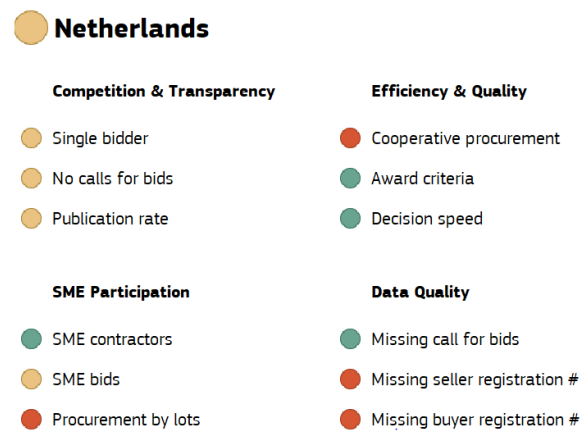 Netherlands
Competition & Transparency
Single bidder
No calls for bids
Publication rate
Efficiency & Quality
Cooperative procurement
Award criteria
Decision speed
SME Participation
SME contractors
SME bids
Procurement by lots
Data Quality
Missing call for bids
Missing seller registration #
Missing buyer registration #